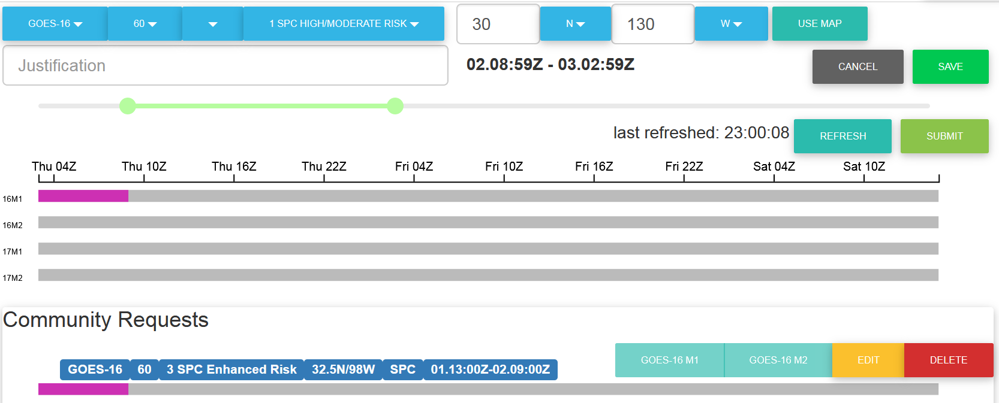 GOES-16 60 1 SPC HIGH/MODERATE RISK 30 N 130 W USE MAP
Justification 02.08:59Z - 03.02:59Z CANCEL SAVE
last refreshed: 23:00:08 REFRESH SUBMIT
Thu 04Z Thu 10Z Thu 16Z Thu 22Z Fri 04Z Fri 10Z Fri 16Z Fri 22Z Sat 04Z Sat 10Z
16M1
16M2
17M1
17M2
Community Requests
GOES-16 60 3 SPC Enhanced Risk 32.5N/98W SPC 01.13:00Z-02.09:00Z GOES-16 M1 GOES-16 M2 EDIT DELETE